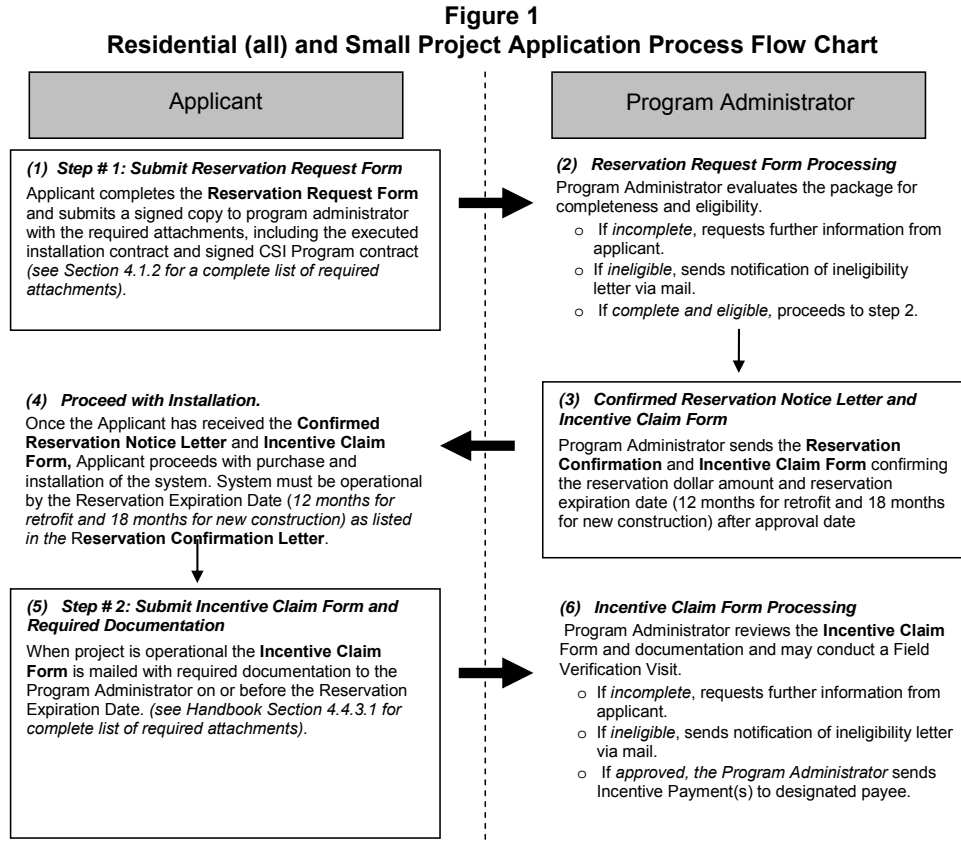 Figure 1
Residential (all) and Small Project Application Process Flow Chart
Applicant
Program Administrator
(1) Step # 1: Submit Reservation Request Form
Applicant completes the Reservation Request Form
and submits a signed copy to program administrator
with the required attachments, including the executed
installation contract and signed CSI Program contract
(see Section 4.1.2 for a complete list of required
attachments).
(2) Reservation Request Form Processing
Program Administrator evaluates the package for
completeness and eligibility.
o If incomplete, requests further information from
applicant.
o If ineligible, sends notification of ineligibility
letter via mail.
o If complete and eligible, proceeds to step 2.
(3) Confirmed Reservation Notice Letter and
Incentive Claim Form
Program Administrator sends the Reservation
Confirmation and Incentive Claim Form confirming
the reservation dollar amount and reservation
expiration date (12 months for retrofit and 18 months
for new construction) after approval date
(4) Proceed with Installation.
Once the Applicant has received the Confirmed
Reservation Notice Letter and Incentive Claim
Form, Applicant proceeds with purchase and
installation of the system. System must be operational
by the Reservation Expiration Date (12 months for
retrofit and 18 months for new construction) as listed
in the Reservation Confirmation Letter.
(5) Step # 2: Submit Incentive Claim Form and
Required Documentation
When project is operational the Incentive Claim
Form is mailed with required documentation to the
Program Administrator on or before the Reservation
Expiration Date. (see Handbook Section 4.4.3.1 for
complete list of required attachments).
(6) Incentive Claim Form Processing
Program Administrator reviews the Incentive Claim
Form and documentation and may conduct a Field
Verification Visit.
o If incomplete, requests further information from
applicant.
o If ineligible, sends notification of ineligibility letter
via mail.
o If approved, the Program Administrator sends
Incentive Payment(s) to designated payee.